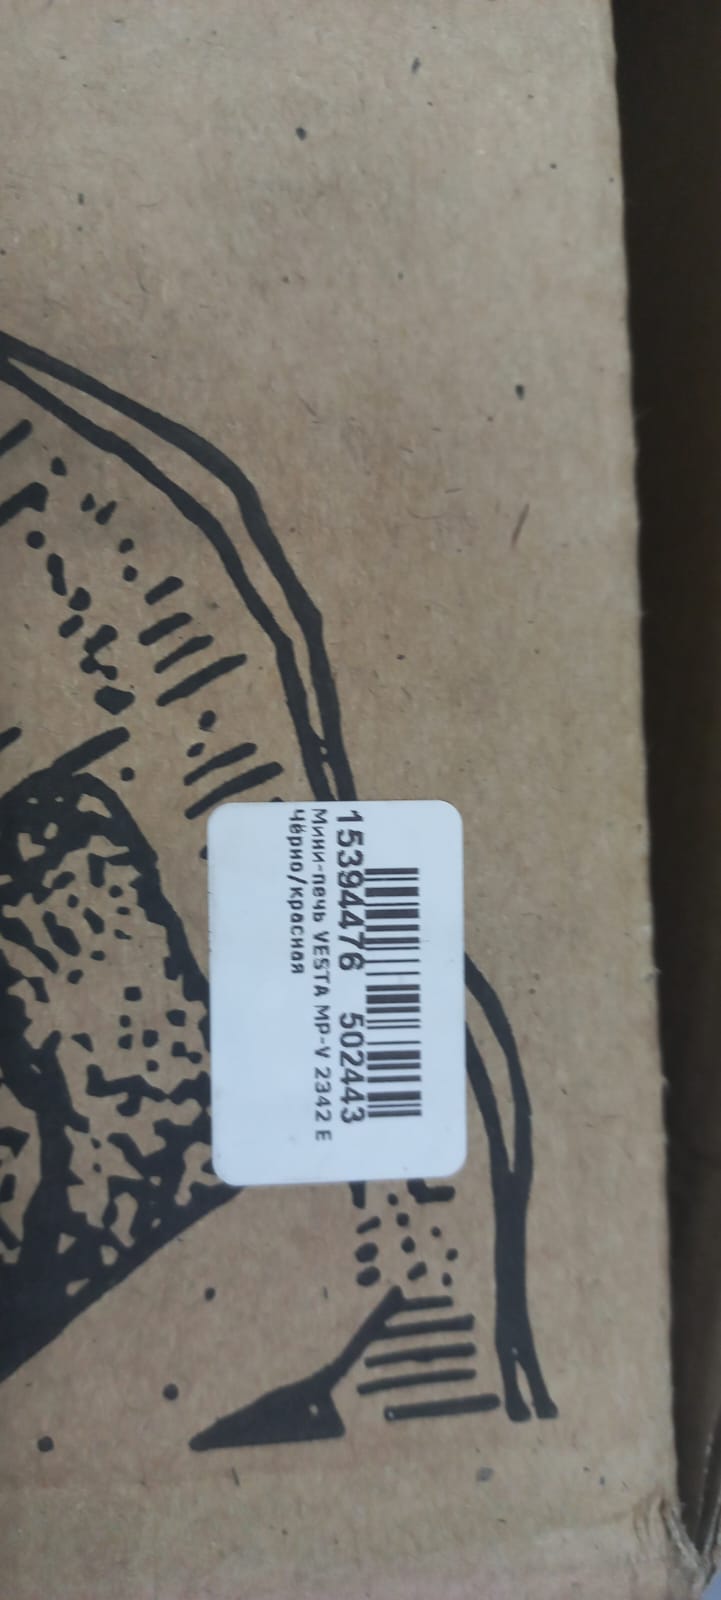 15394476 502443
Мини-печь VESTA MP-V 2342 E
Чёрно/красная